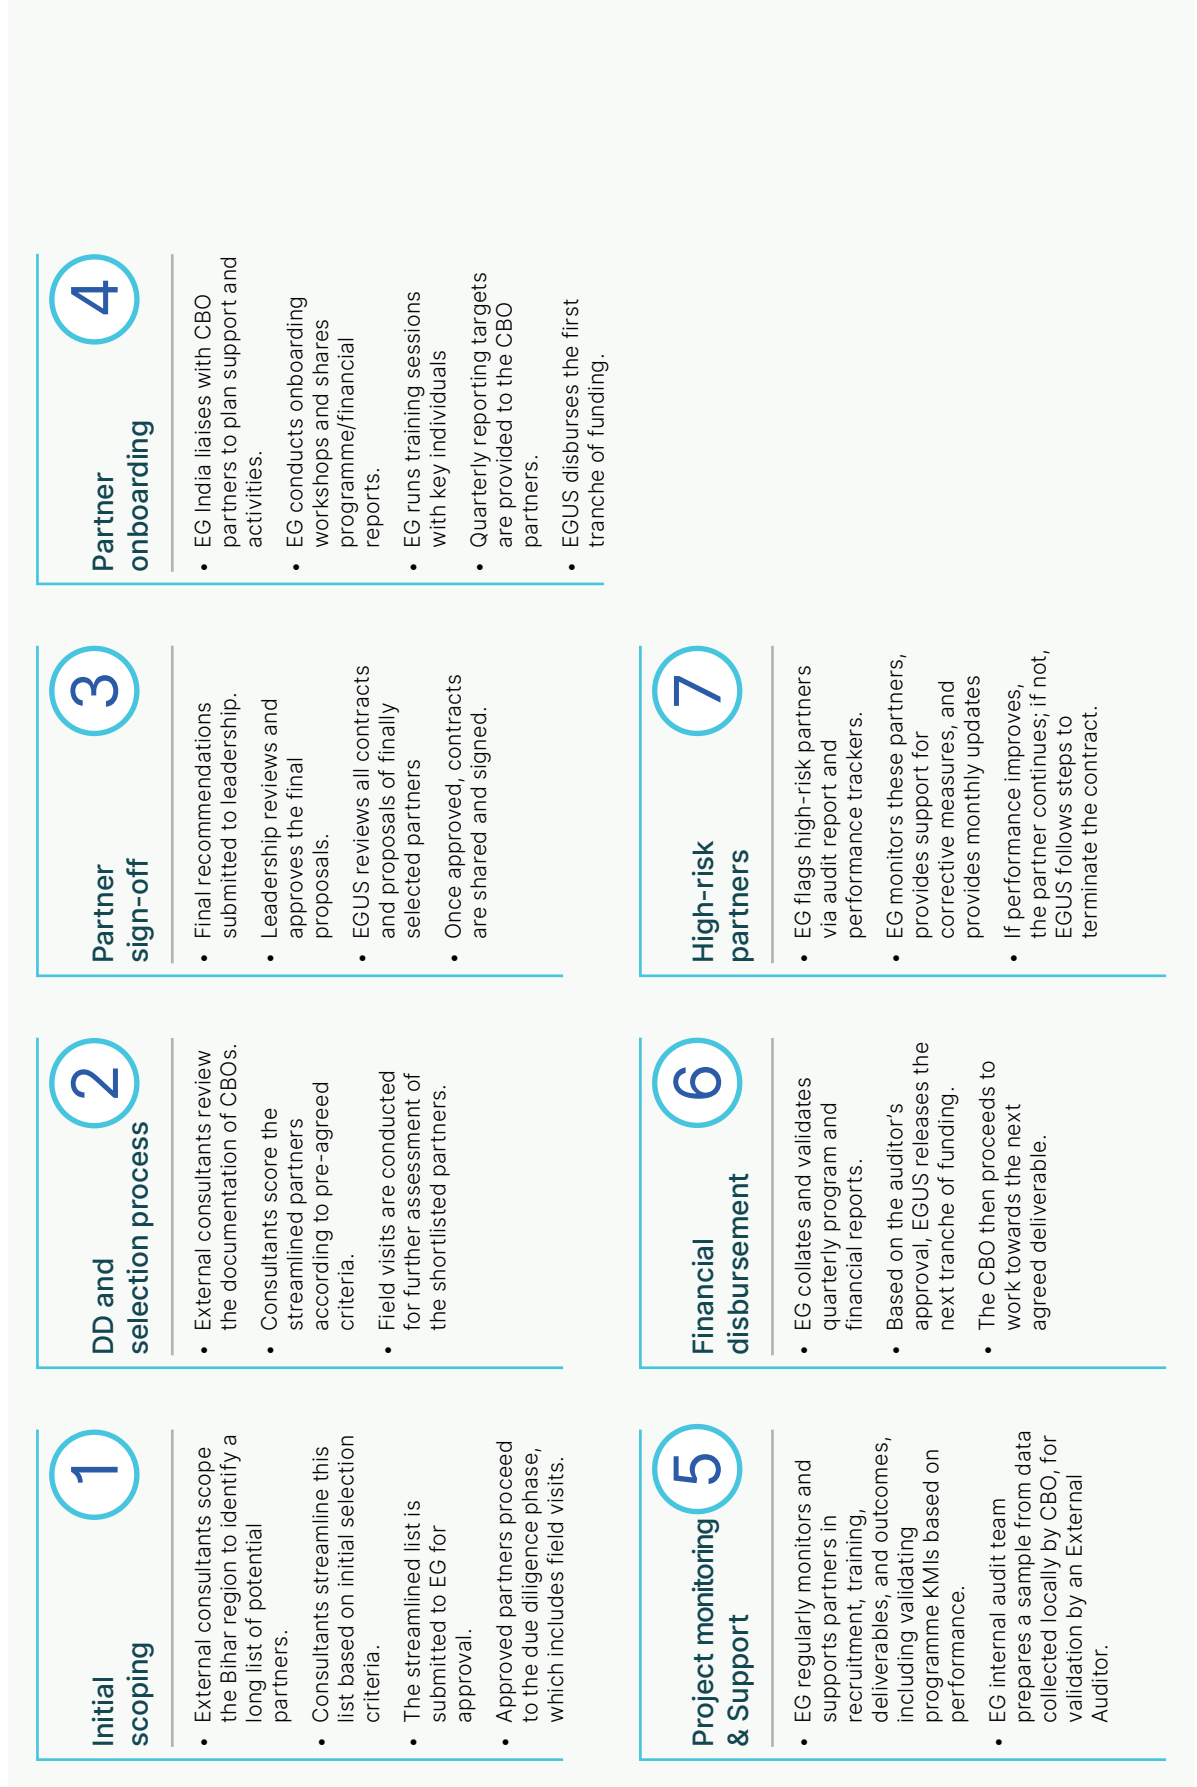 1
Initial
scoping
• External consultants scope
the Bihar region to identify a
long list of potential
partners.
• Consultants streamline this
list based on initial selection
criteria.
• The streamlined list is
submitted to EG for
approval.
• Approved partners proceed
to the due diligence phase,
which includes field visits.
2
DD and
selection process
• External consultants review
the documentation of CBOs.
• Consultants score the
streamlined partners
according to pre-agreed
criteria.
• Field visits are conducted
for further assessment of
the shortlisted partners.
3
Partner
sign-off
• Final recommendations
submitted to leadership.
• Leadership reviews and
approves the final
proposals.
• EGUS reviews all contracts
and proposals of finally
selected partners
• Once approved, contracts
are shared and signed.
4
Partner
onboarding
• EG India liaises with CBO
partners to plan support and
activities.
• EG conducts onboarding
workshops and shares
programme/financial
reports.
• EG runs training sessions
with key individuals
• Quarterly reporting targets
are provided to the CBO
partners.
• EGUS disburses the first
tranche of funding.
5
Project monitoring
& Support
• EG regularly monitors and
supports partners in
recruitment, training,
deliverables, and outcomes,
including validating
programme KMIs based on
performance.
• EG internal audit team
prepares a sample from data
collected locally by CBO, for
validation by an External
Auditor.
6
Financial
disbursement
• EG collates and validates
quarterly program and
financial reports.
• Based on the auditor’s
approval, EGUS releases the
next tranche of funding.
• The CBO then proceeds to
work towards the next
agreed deliverable.
7
High-risk
partners
• EG flags high-risk partners
via audit report and
performance trackers.
• EG monitors these partners,
provides support for
corrective measures, and
provides monthly updates
• If performance improves,
the partner continues; if not,
EGUS follows steps to
terminate the contract.